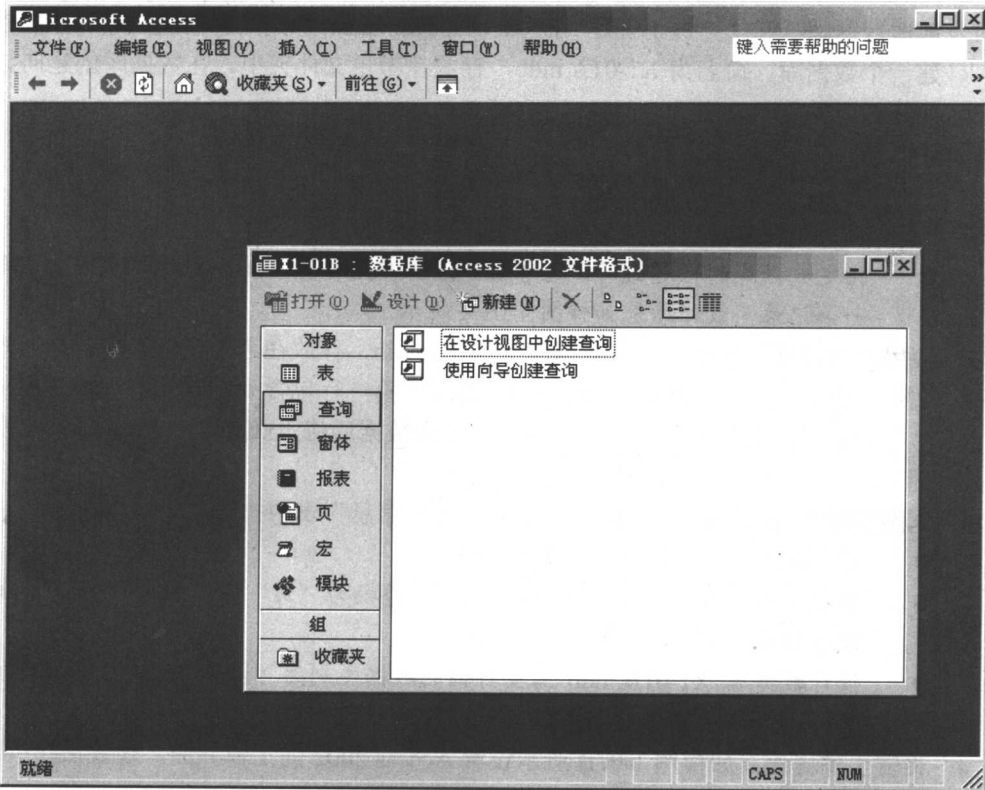 Microsoft Access
文件(F) 编辑(E) 视图(V) 插入(I) 工具(T) 窗口(W) 帮助(H) 键入需要帮助的问题
收藏夹(S) 前往(G)
X1-01B : 数据库 (Access 2002 文件格式)
打开(O) 设计(D) 新建(N)
对象
表
查询
窗体
报表
页
宏
模块
组
收藏夹
在设计视图中创建查询
使用向导创建查询
就绪 CAPS NUM